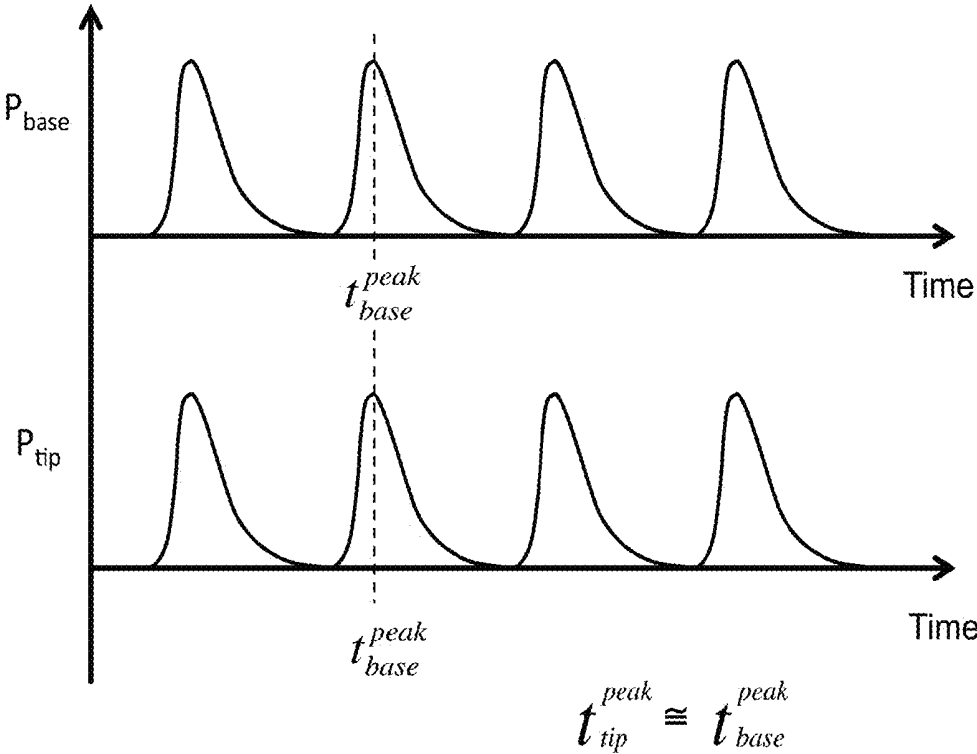 P_base
Time
t_base^peak
P_tip
Time
t_base^peak
t_tip^peak ≅ t_base^peak